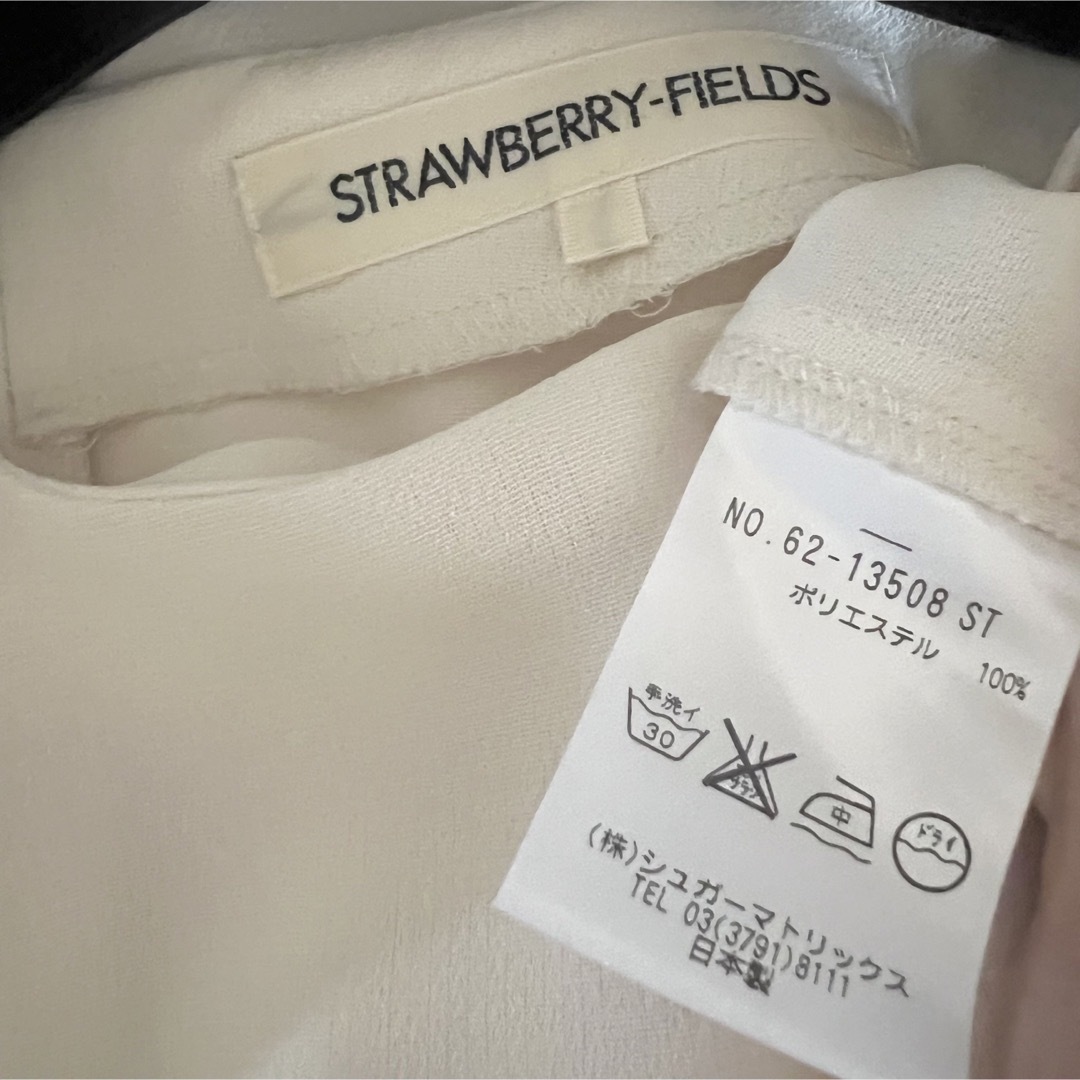 STRAWBERRY-FIELDS
NO. 62-13508 ST
ポリエステル 100%
手洗イ
30
中
ドライ
(株)シュガーマトリックス
TEL 03(3791)8111
日本製